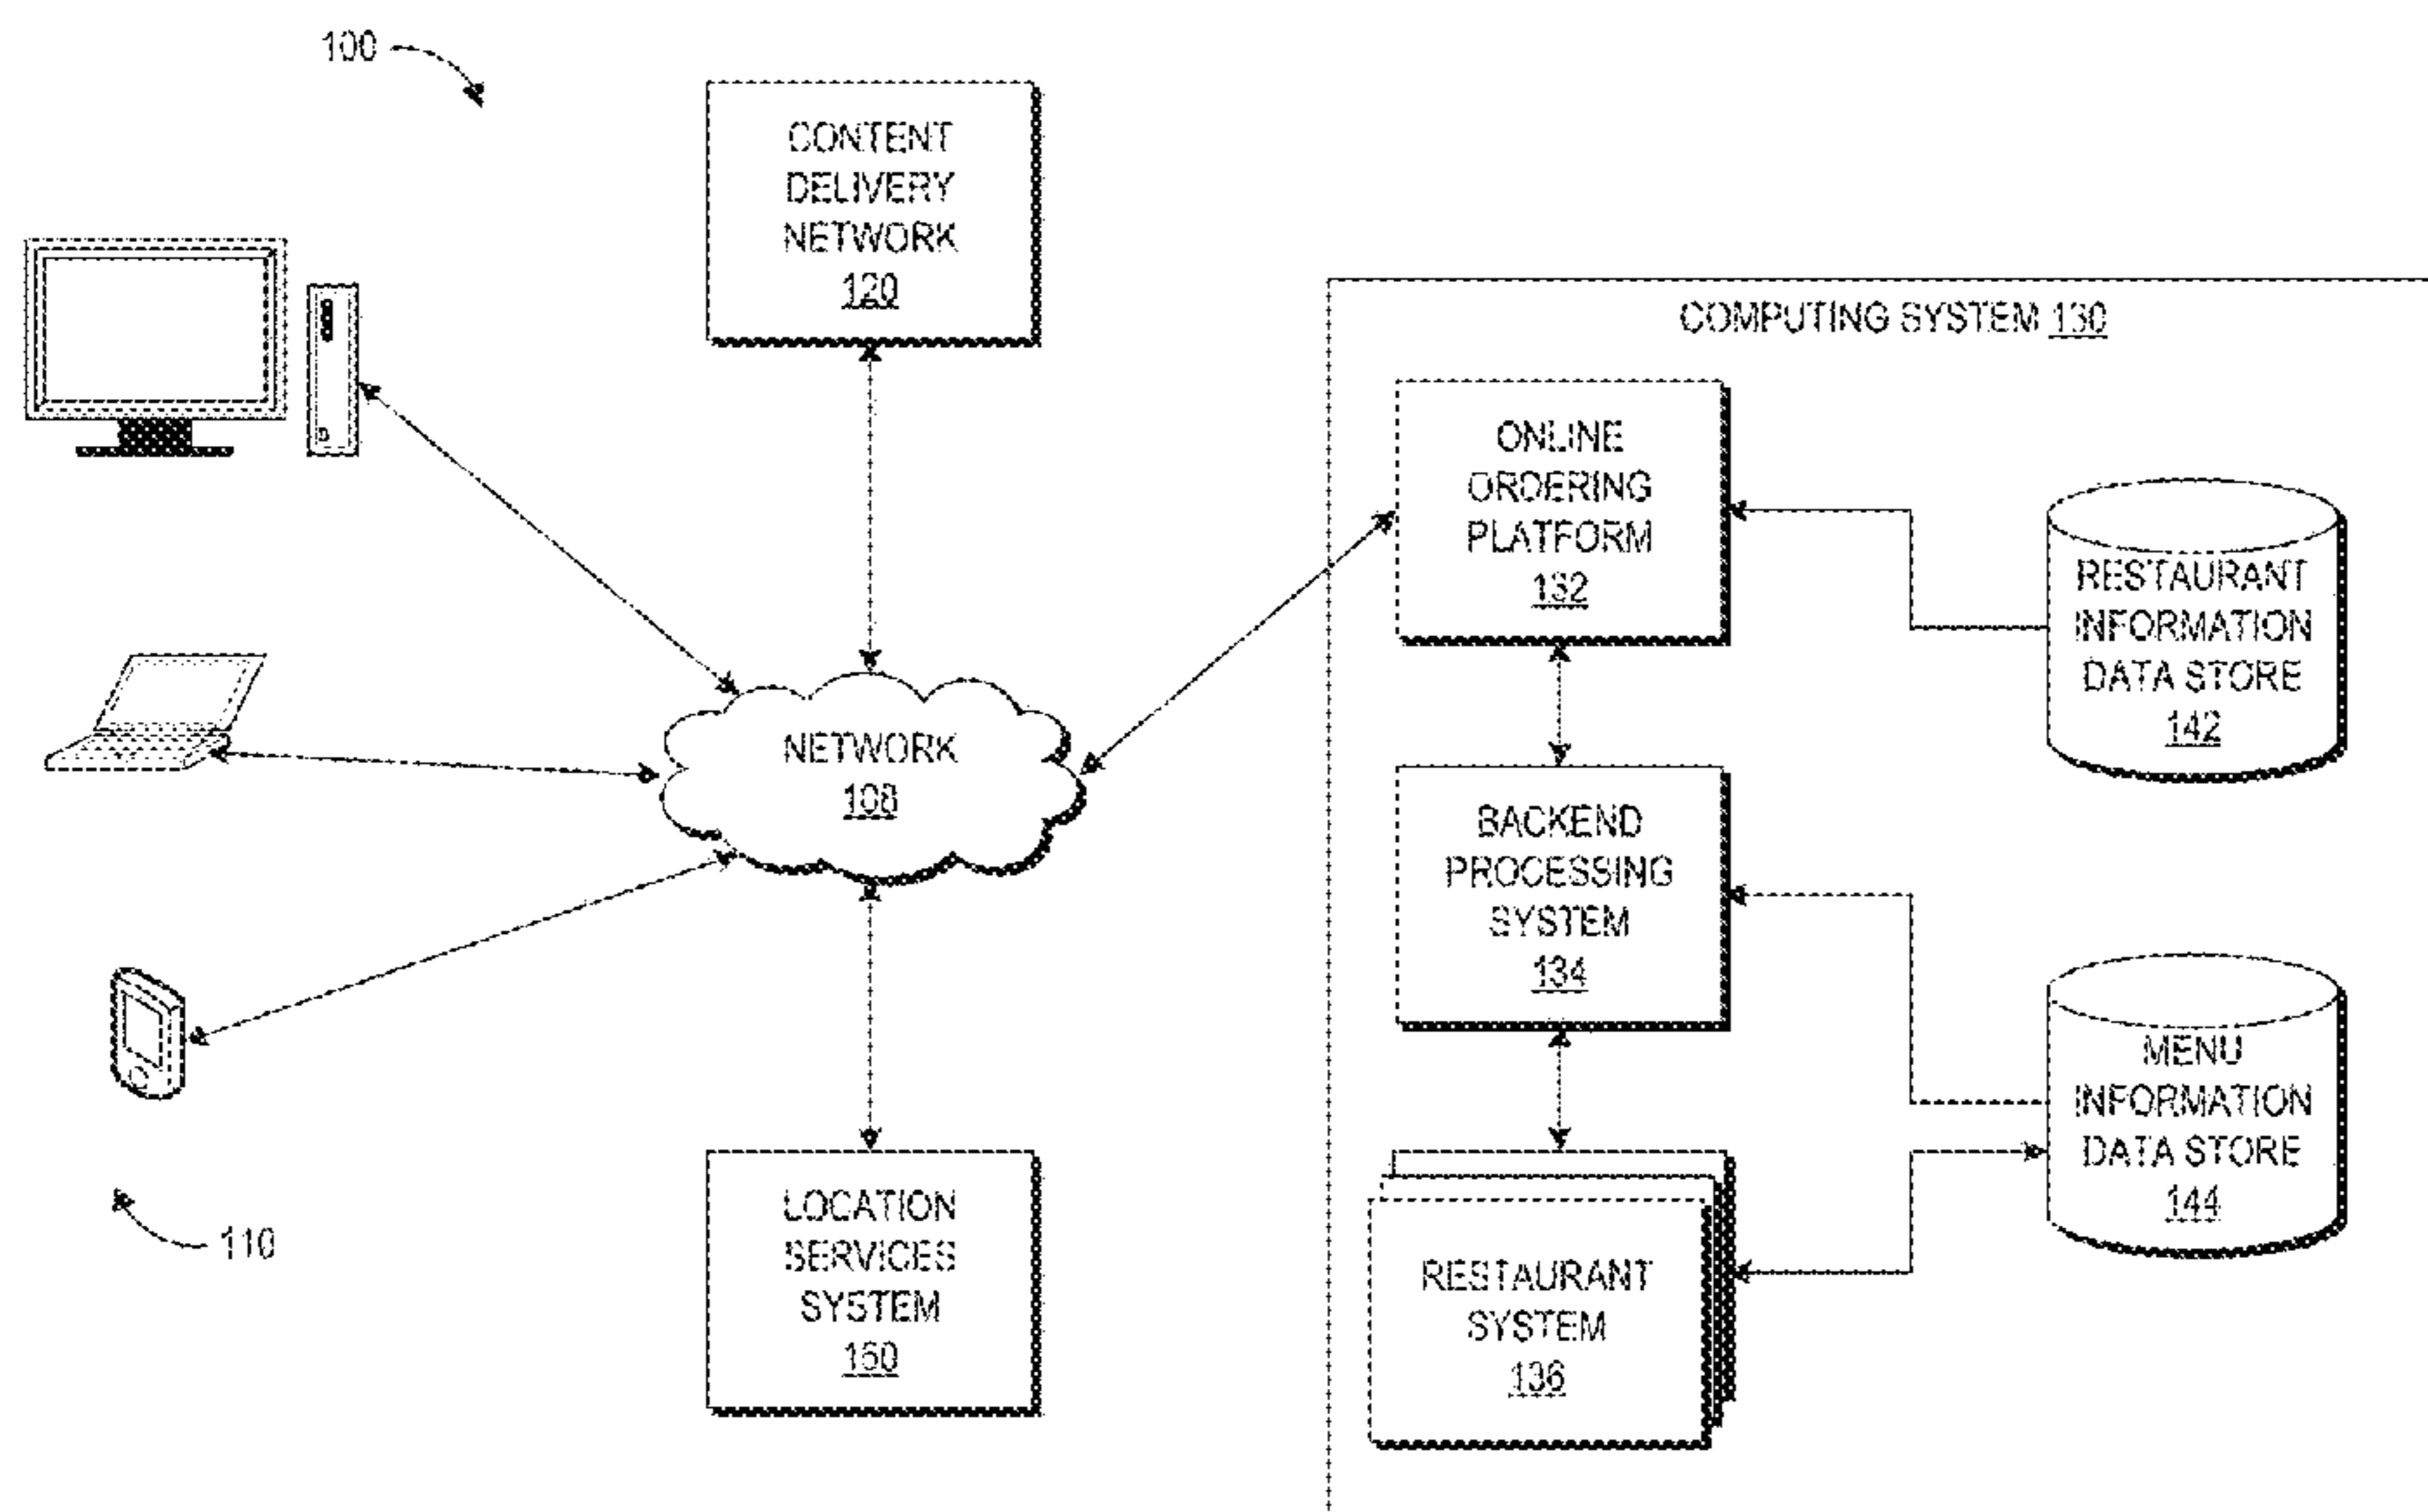 100
CONTENT
DELIVERY
NETWORK
120
COMPUTING SYSTEM 130
ONLINE
ORDERING
PLATFORM
132
RESTAURANT
INFORMATION
DATA STORE
142
NETWORK
108
BACKEND
PROCESSING
SYSTEM
134
MENU
INFORMATION
DATA STORE
144
110
LOCATION
SERVICES
SYSTEM
150
RESTAURANT
SYSTEM
136